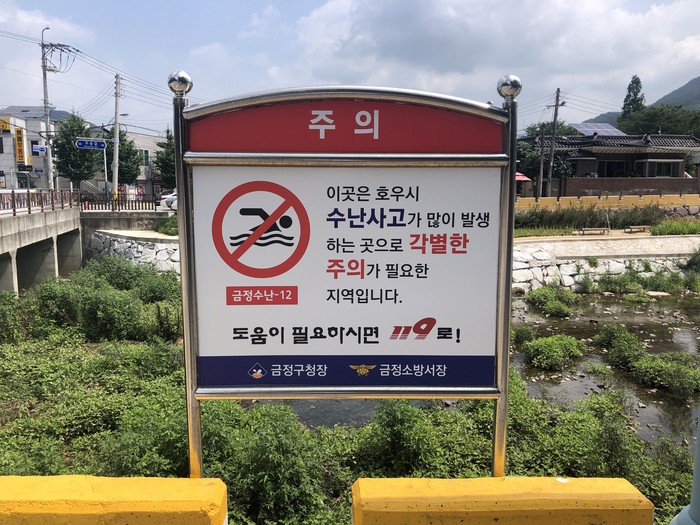 주 의
이곳은 호우시
수난사고가 많이 발생
하는 곳으로 각별한
주의가 필요한
지역입니다.
금정수난-12
도움이 필요하시면 119로!
금정구청장 금정소방서장